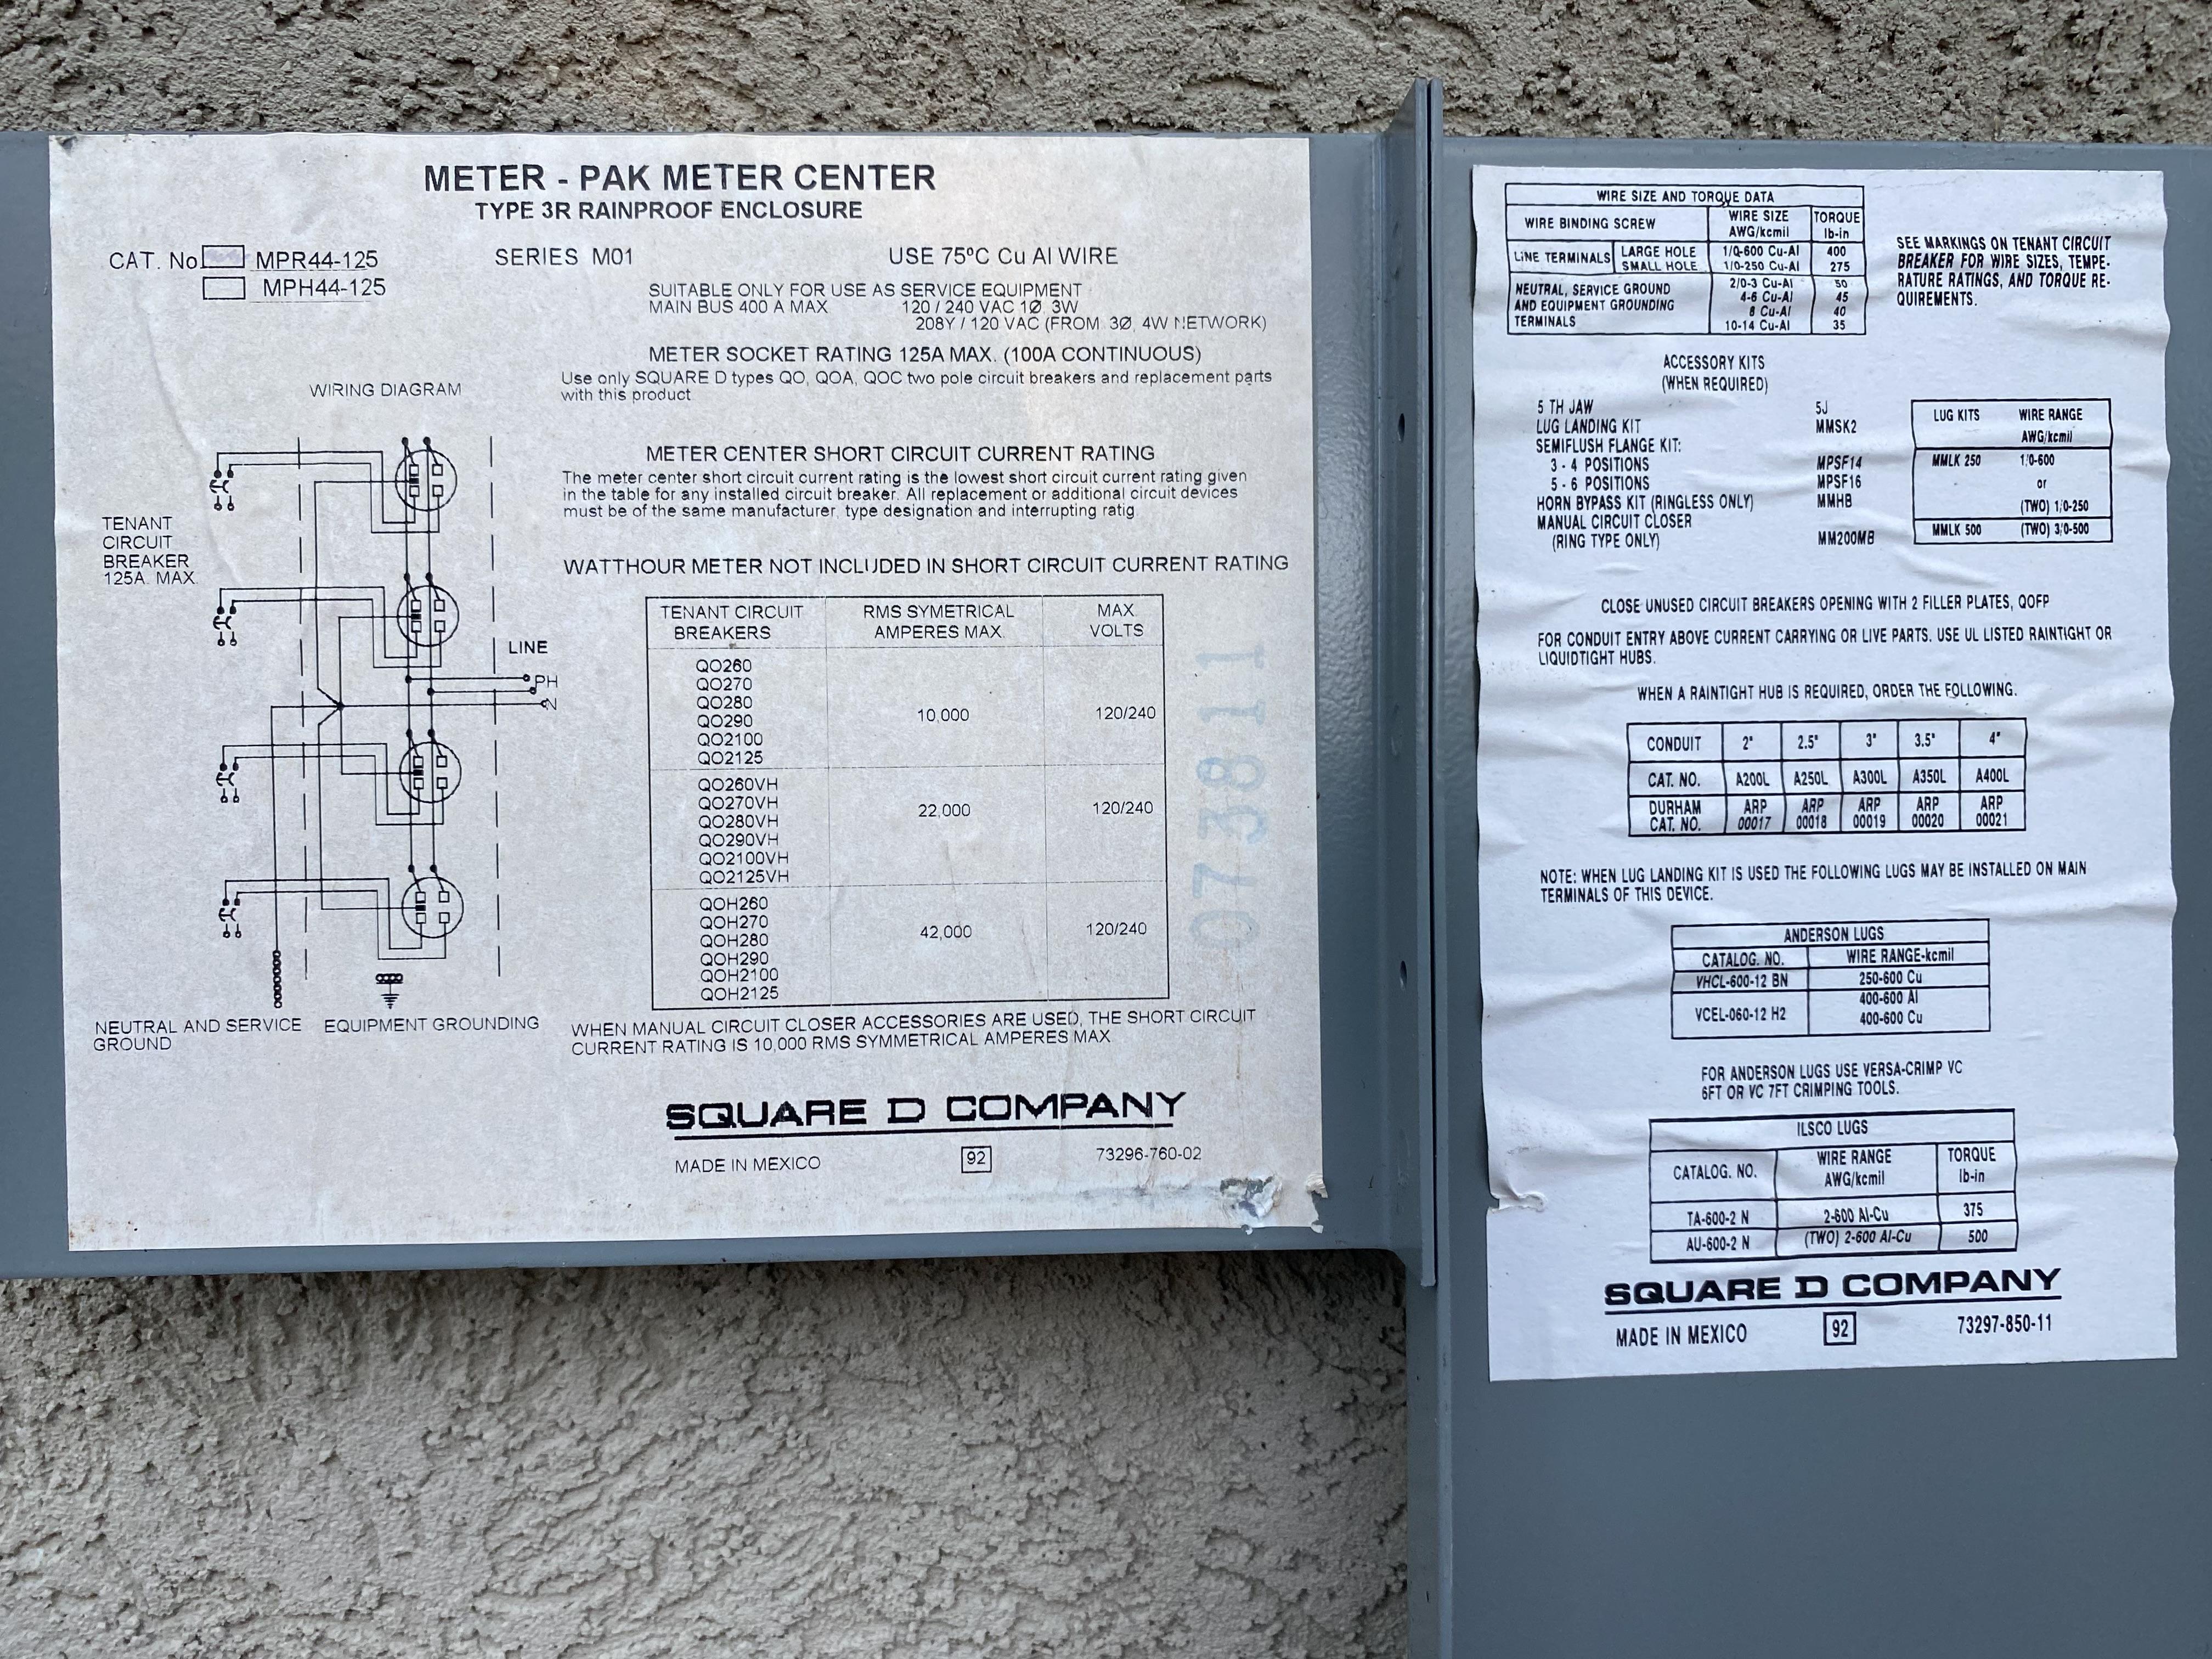 METER - PAK METER CENTER
TYPE 3R RAINPROOF ENCLOSURE
CAT. No. MPR44-125
MPH44-125
SERIES M01
USE 75ºC Cu Al WIRE
SUITABLE ONLY FOR USE AS SERVICE EQUIPMENT
MAIN BUS 400 A MAX 120 / 240 VAC 1Ø 3W
208Y / 120 VAC (FROM 3Ø, 4W NETWORK)
METER SOCKET RATING 125A MAX. (100A CONTINUOUS)
Use only SQUARE D types QO, QOA, QOC two pole circuit breakers and replacement parts
with this product
WIRING DIAGRAM
TENANT
CIRCUIT
BREAKER
125A. MAX.
LINE
PH
N
NEUTRAL AND SERVICE
GROUND
EQUIPMENT GROUNDING
METER CENTER SHORT CIRCUIT CURRENT RATING
The meter center short circuit current rating is the lowest short circuit current rating given
in the table for any installed circuit breaker. All replacement or additional circuit devices
must be of the same manufacturer, type designation and interrupting ratig
WATTHOUR METER NOT INCLUDED IN SHORT CIRCUIT CURRENT RATING
TENANT CIRCUIT BREAKERS RMS SYMETRICAL AMPERES MAX. MAX. VOLTS
QO260
QO270
QO280
QO290
QO2100
QO2125
10,000 120/240
QO260VH
QO270VH
QO280VH
QO290VH
QO2100VH
QO2125VH
22,000 120/240
QOH260
QOH270
QOH280
QOH290
QOH2100
QOH2125
42,000 120/240
0773811
WHEN MANUAL CIRCUIT CLOSER ACCESSORIES ARE USED, THE SHORT CIRCUIT
CURRENT RATING IS 10,000 RMS SYMMETRICAL AMPERES MAX
SQUARE D COMPANY
MADE IN MEXICO 92 73296-760-02
WIRE SIZE AND TORQUE DATA
WIRE BINDING SCREW WIRE SIZE AWG/kcmil TORQUE lb-in
LINE TERMINALS LARGE HOLE 1/0-600 Cu-Al 400
SMALL HOLE 1/0-250 Cu-Al 275
NEUTRAL, SERVICE GROUND
AND EQUIPMENT GROUNDING
TERMINALS
2/0-3 Cu-Al 50
4-6 Cu-Al 45
8 Cu-Al 40
10-14 Cu-Al 35
SEE MARKINGS ON TENANT CIRCUIT
BREAKER FOR WIRE SIZES, TEMPE-
RATURE RATINGS, AND TORQUE RE-
QUIREMENTS.
ACCESSORY KITS
(WHEN REQUIRED)
5 TH JAW 5J
LUG LANDING KIT MMSK2
SEMIFLUSH FLANGE KIT:
3 - 4 POSITIONS MPSF14
5 - 6 POSITIONS MPSF16
HORN BYPASS KIT (RINGLESS ONLY) MMHB
MANUAL CIRCUIT CLOSER
(RING TYPE ONLY) MM200MB
LUG KITS WIRE RANGE
AWG/kcmil
MMLK 250 1/0-600
or
(TWO) 1/0-250
MMLK 500 (TWO) 3/0-500
CLOSE UNUSED CIRCUIT BREAKERS OPENING WITH 2 FILLER PLATES, QOFP
FOR CONDUIT ENTRY ABOVE CURRENT CARRYING OR LIVE PARTS. USE UL LISTED RAINTIGHT OR
LIQUIDTIGHT HUBS.
WHEN A RAINTIGHT HUB IS REQUIRED, ORDER THE FOLLOWING.
CONDUIT 2" 2.5" 3" 3.5" 4"
CAT. NO. A200L A250L A300L A350L A400L
DURHAM CAT. NO. ARP 00017 ARP 00018 ARP 00019 ARP 00020 ARP 00021
NOTE: WHEN LUG LANDING KIT IS USED THE FOLLOWING LUGS MAY BE INSTALLED ON MAIN
TERMINALS OF THIS DEVICE.
ANDERSON LUGS
CATALOG. NO. WIRE RANGE-kcmil
VHCL-600-12 BN 250-600 Cu
VCEL-060-12 H2 400-600 Al
400-600 Cu
FOR ANDERSON LUGS USE VERSA-CRIMP VC
6FT OR VC 7FT CRIMPING TOOLS.
ILSCO LUGS
CATALOG. NO. WIRE RANGE AWG/kcmil TORQUE lb-in
TA-600-2 N 2-600 Al-Cu 375
AU-600-2 N (TWO) 2-600 Al-Cu 500
SQUARE D COMPANY
MADE IN MEXICO 92 73297-850-11